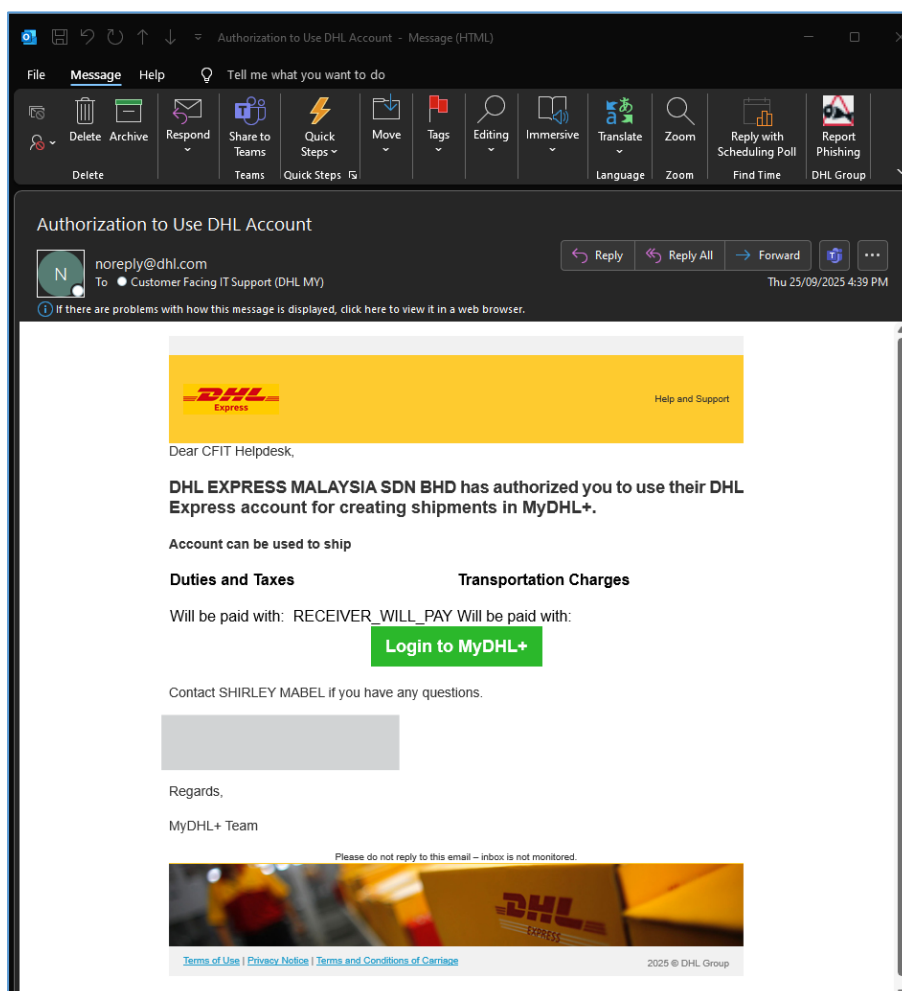 Authorization to Use DHL Account - Message (HTML)
File Message Help Tell me what you want to do
Delete Archive Respond Share to Teams Quick Steps Move Tags Editing Immersive Translate Zoom Reply with Scheduling Poll Report Phishing
Delete Teams Quick Steps Language Zoom Find Time DHL Group
Authorization to Use DHL Account
N
noreply@dhl.com
Reply Reply All Forward
To Customer Facing IT Support (DHL MY)
Thu 25/09/2025 4:39 PM
If there are problems with how this message is displayed, click here to view it in a web browser.
DHL
Express
Help and Support
Dear CFIT Helpdesk,
DHL EXPRESS MALAYSIA SDN BHD has authorized you to use their DHL
Express account for creating shipments in MyDHL+.
Account can be used to ship
Duties and Taxes Transportation Charges
Will be paid with: RECEIVER_WILL_PAY Will be paid with:
Login to MyDHL+
Contact SHIRLEY MABEL if you have any questions.
Regards,
MyDHL+ Team
Please do not reply to this email – inbox is not monitored.
DHL
EXPRESS
Terms of Use | Privacy Notice | Terms and Conditions of Carriage
2025 © DHL Group